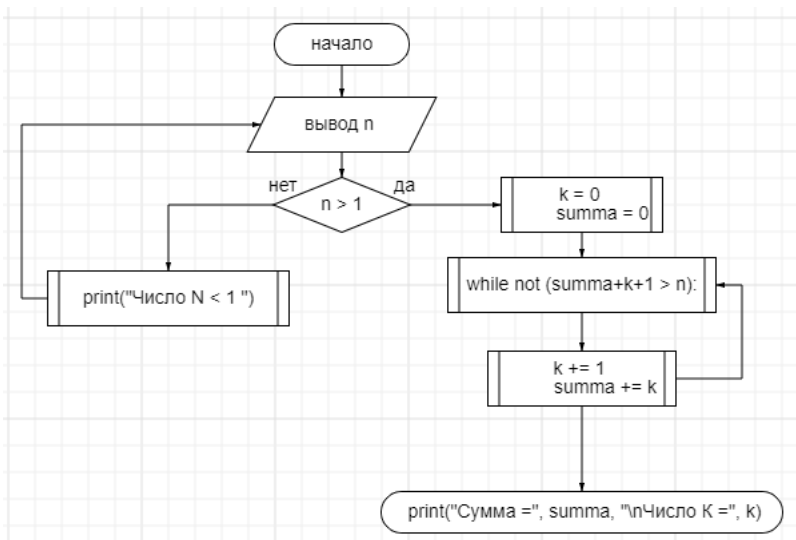 начало
вывод n
нет
да
n > 1
k = 0
summa = 0
print("Число N < 1 ")
while not (summa+k+1 > n):
k += 1
summa += k
print("Сумма =", summa, "\nЧисло К =", k)